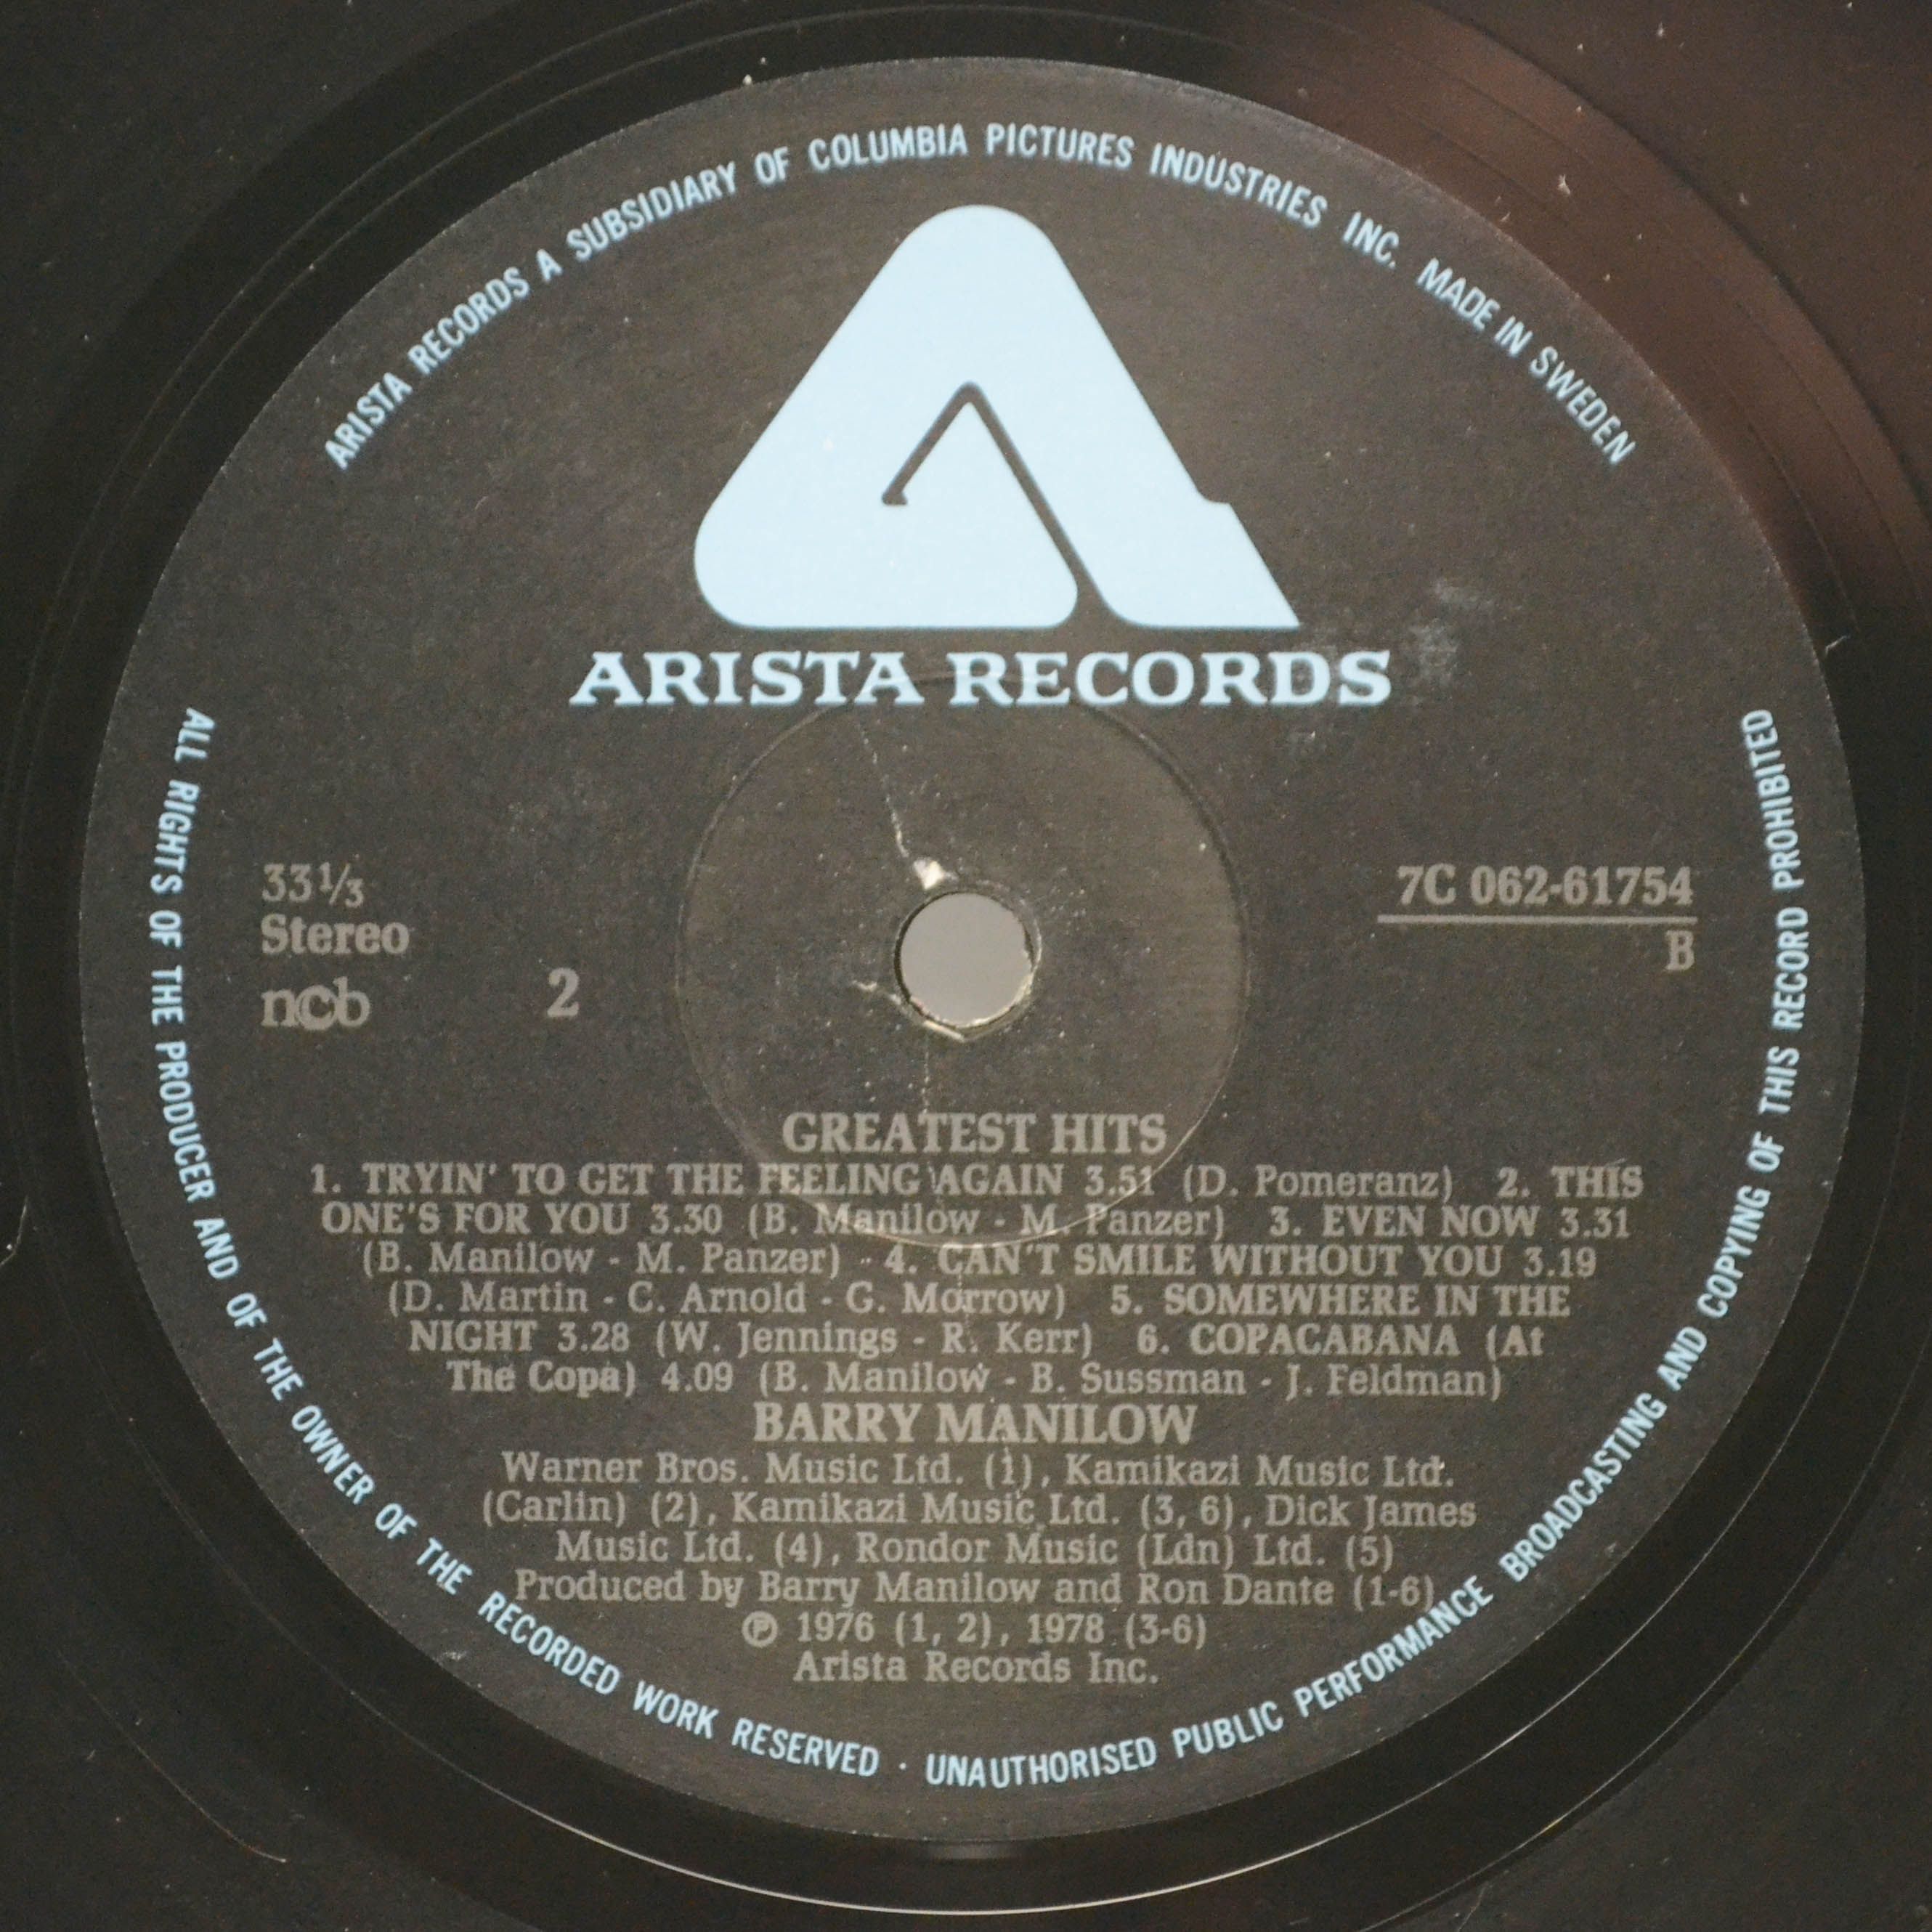 ARISTA RECORDS A SUBSIDIARY OF COLUMBIA PICTURES INDUSTRIES INC. MADE IN SWEDEN
ARISTA RECORDS
33⅓
Stereo
ncb
2
7C 062-61754
B
GREATEST HITS
1. TRYIN' TO GET THE FEELING AGAIN 3.51 (D. Pomeranz) 2. THIS
ONE'S FOR YOU 3.30 (B. Manilow - M. Panzer) 3. EVEN NOW 3.31
(B. Manilow - M. Panzer) 4. CAN'T SMILE WITHOUT YOU 3.19
(D. Martin - C. Arnold - G. Morrow) 5. SOMEWHERE IN THE
NIGHT 3.28 (W. Jennings - R. Kerr) 6. COPACABANA (At
The Copa) 4.09 (B. Manilow - B. Sussman - J. Feldman)
BARRY MANILOW
Warner Bros. Music Ltd. (1), Kamikazi Music Ltd.
(Carlin) (2), Kamikazi Music Ltd. (3, 6), Dick James
Music Ltd. (4), Rondor Music (Ldn) Ltd. (5)
Produced by Barry Manilow and Ron Dante (1-6)
℗ 1976 (1, 2), 1978 (3-6)
Arista Records Inc.
ALL RIGHTS OF THE PRODUCER AND OF THE OWNER OF THE RECORDED WORK RESERVED · UNAUTHORISED PUBLIC PERFORMANCE BROADCASTING AND COPYING OF THIS RECORD PROHIBITED